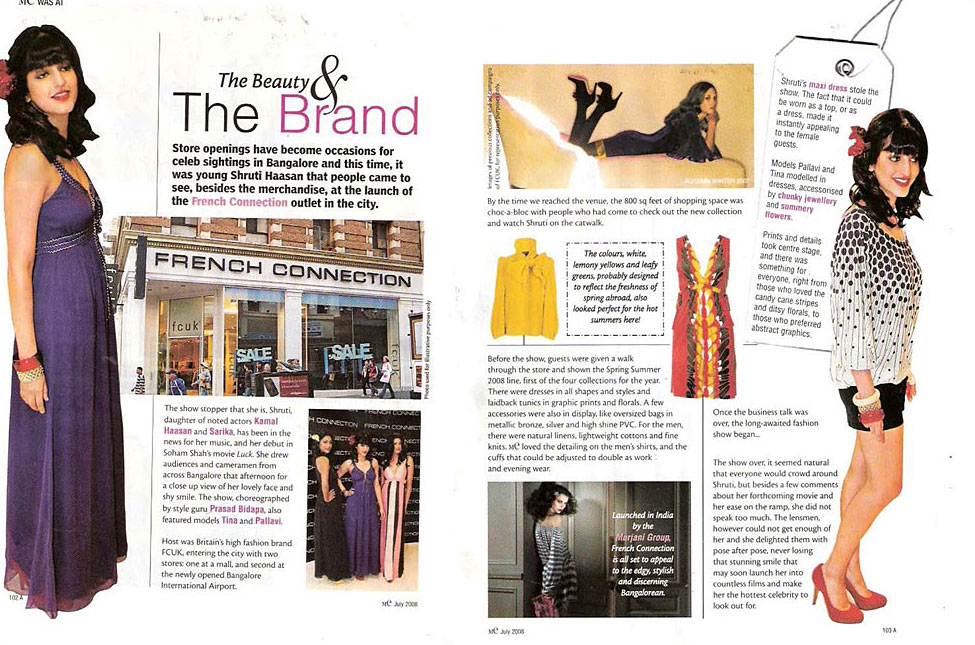 MC WAS AT
The Beauty &
The Brand
Store openings have become occasions for
celeb sightings in Bangalore and this time, it
was young Shruti Haasan that people came to
see, besides the merchandise, at the launch of
the French Connection outlet in the city.
FRENCH CONNECTION
fcuk
SALE
SALE
Photo used for illustrative purposes only
The show stopper that she is, Shruti,
daughter of noted actors Kamal
Haasan and Sarika, has been in the
news for her music, and her debut in
Soham Shah's movie Luck. She drew
audiences and cameramen from
across Bangalore that afternoon for
a close up view of her lovely face and
shy smile. The show, choreographed
by style guru Prasad Bidapa, also
featured models Tina and Pallavi.
Host was Britain's high fashion brand
FCUK, entering the city with two
stores: one at a mall, and second at
the newly opened Bangalore
International Airport.
102 A
MC July 2008
Images of previous collections
of FCUK, for representation purposes only.
AUTUMN WINTER
By the time we reached the venue, the 800 sq feet of shopping space was
choc-a-bloc with people who had come to check out the new collection
and watch Shruti on the catwalk.
The colours, white,
lemony yellows and leafy
greens, probably designed
to reflect the freshness of
spring abroad, also
looked perfect for the hot
summers here!
Before the show, guests were given a walk
through the store and shown the Spring Summer
2008 line, first of the four collections for the year.
There were dresses in all shapes and styles and
laidback tunics in graphic prints and florals. A few
accessories were also in display, like oversized bags in
metallic bronze, silver and high shine PVC. For the men,
there were natural linens, lightweight cottons and fine
knits. MC loved the detailing on the men's shirts, and the
cuffs that could be adjusted to double as work
and evening wear.
Launched in India
by the
Murjani Group,
French Connection
is all set to appeal
to the edgy, stylish
and discerning
Bangalorean.
MC July 2008
Shruti's maxi dress stole the
show. The fact that it could
be worn as a top, or as
a dress, made it
instantly appealing
to the female
guests.
Models Pallavi and
Tina modelled in
dresses, accessorised
by chunky jewellery
and summery
flowers.
Prints and details
took centre stage,
and there was
something for
everyone, right from
those who loved the
candy cane stripes
and ditsy florals, to
those who preferred
abstract graphics.
Once the business talk was
over, the long-awaited fashion
show began...
The show over, it seemed natural
that everyone would crowd around
Shruti, but besides a few comments
about her forthcoming movie and
her ease on the ramp, she did not
speak too much. The lensmen,
however could not get enough of
her and she delighted them with
pose after pose, never losing
that stunning smile that
may soon launch her into
countless films and make
her the hottest celebrity to
look out for.
103 A